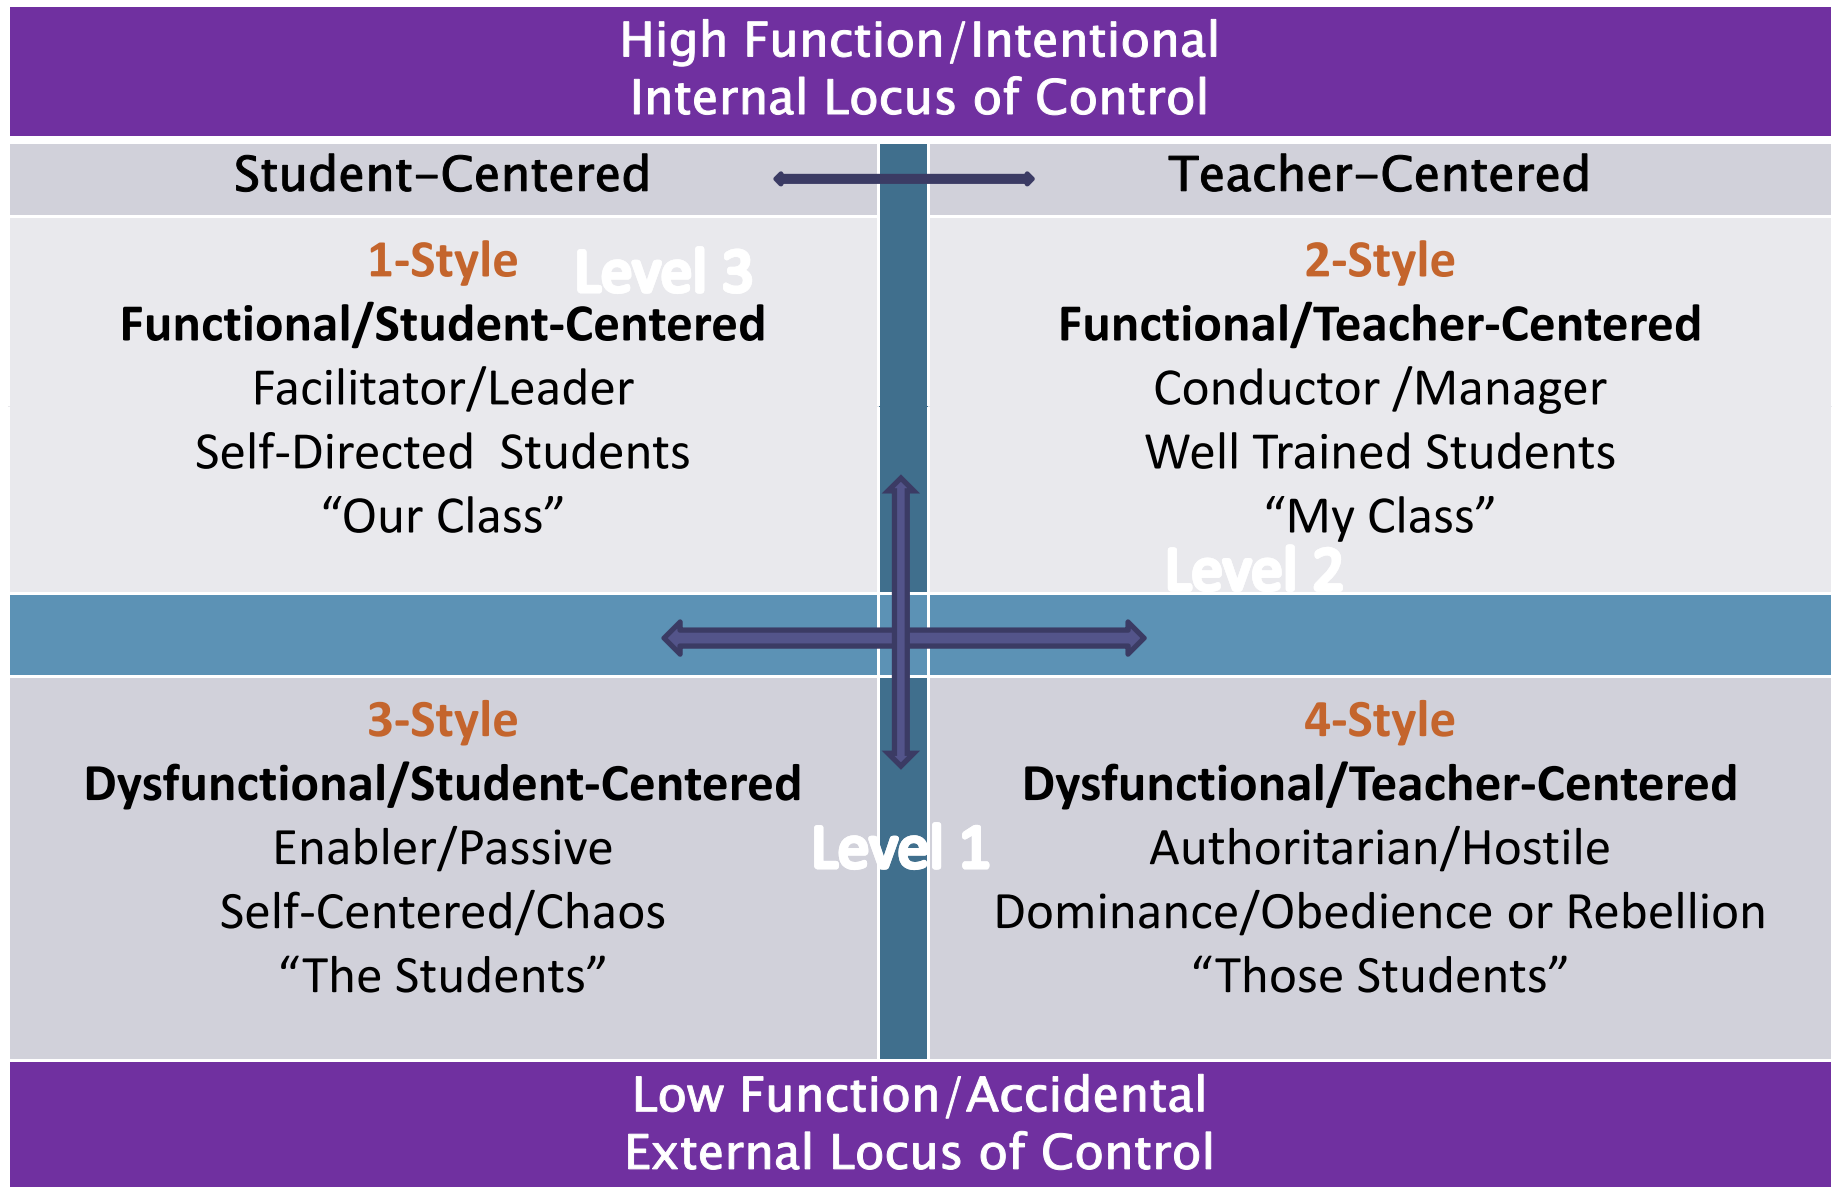 High Function/Intentional
Internal Locus of Control
Student-Centered
Teacher-Centered
1-Style
Level 3
Functional/Student-Centered
Facilitator/Leader
Self-Directed Students
“Our Class”
2-Style
Functional/Teacher-Centered
Conductor /Manager
Well Trained Students
“My Class”
Level 2
3-Style
Dysfunctional/Student-Centered
Enabler/Passive
Self-Centered/Chaos
“The Students”
Level 1
4-Style
Dysfunctional/Teacher-Centered
Authoritarian/Hostile
Dominance/Obedience or Rebellion
“Those Students”
Low Function/Accidental
External Locus of Control